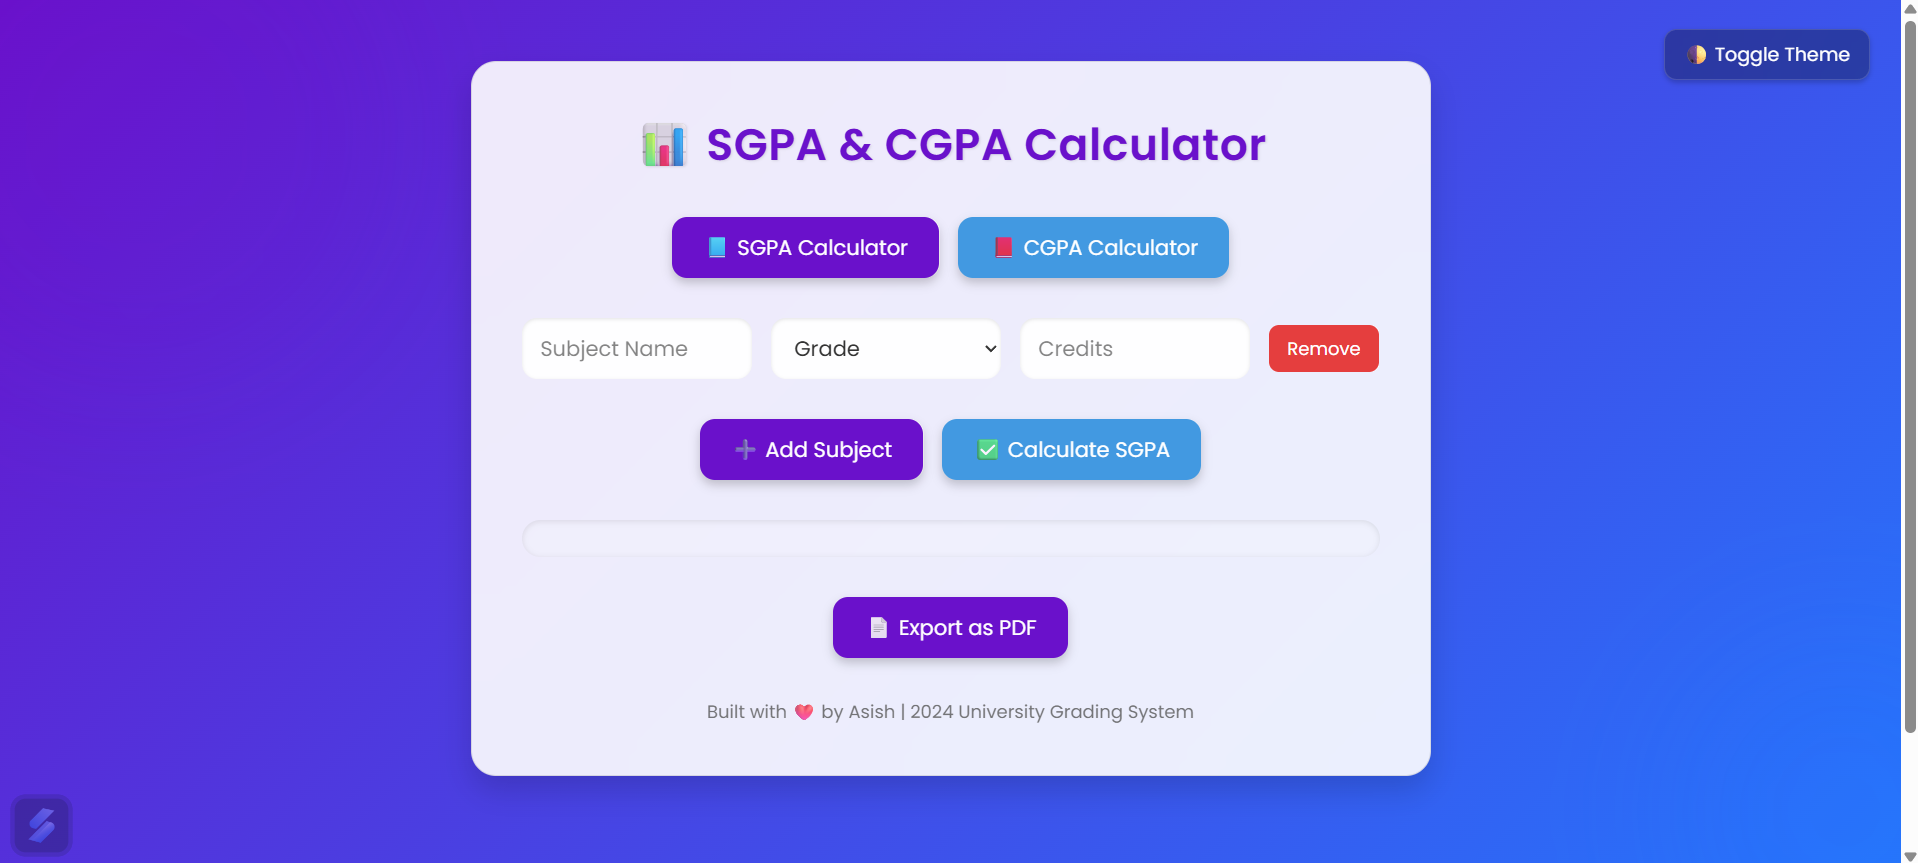 Toggle Theme
SGPA & CGPA Calculator
SGPA Calculator
CGPA Calculator
Subject Name
Grade
Credits
Remove
Add Subject
Calculate SGPA
Export as PDF
Built with ❤️ by Asish | 2024 University Grading System